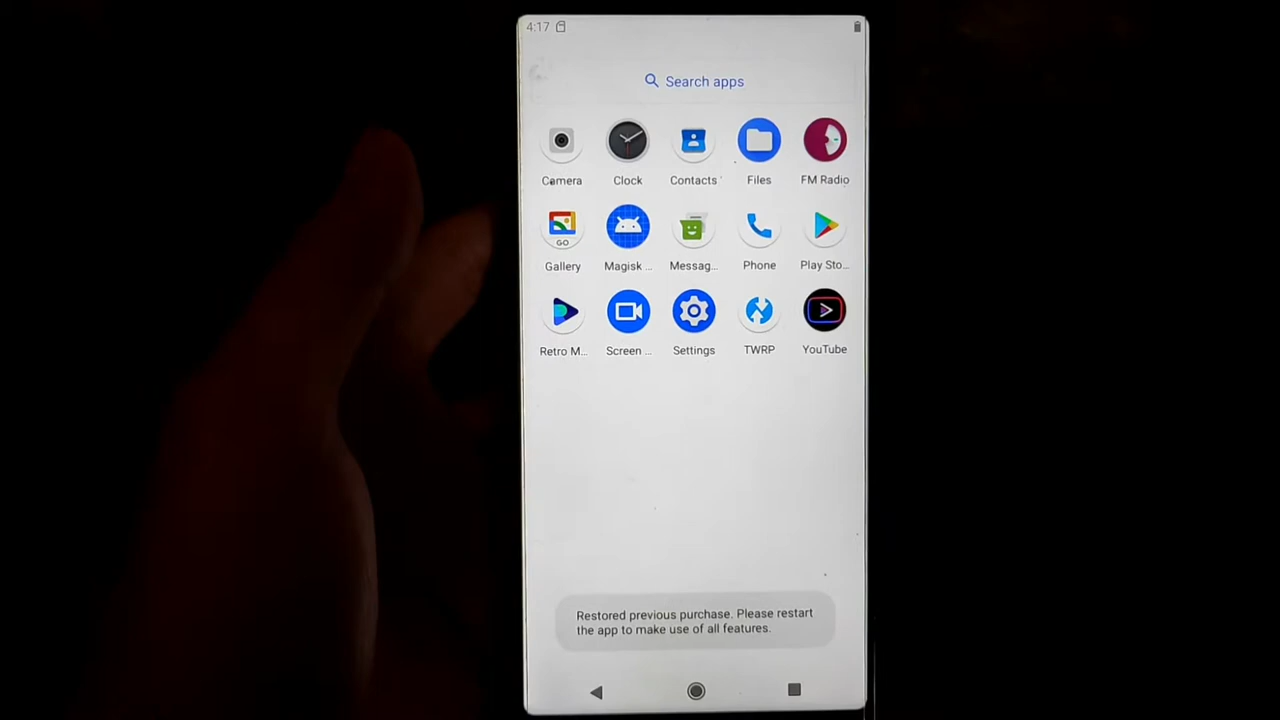 4:17
Search apps
Camera Clock Contacts Files FM Radio
GO
Gallery Magisk ... Messag... Phone Play Sto...
Retro M... Screen ... Settings TWRP YouTube
Restored previous purchase. Please restart
the app to make use of all features.